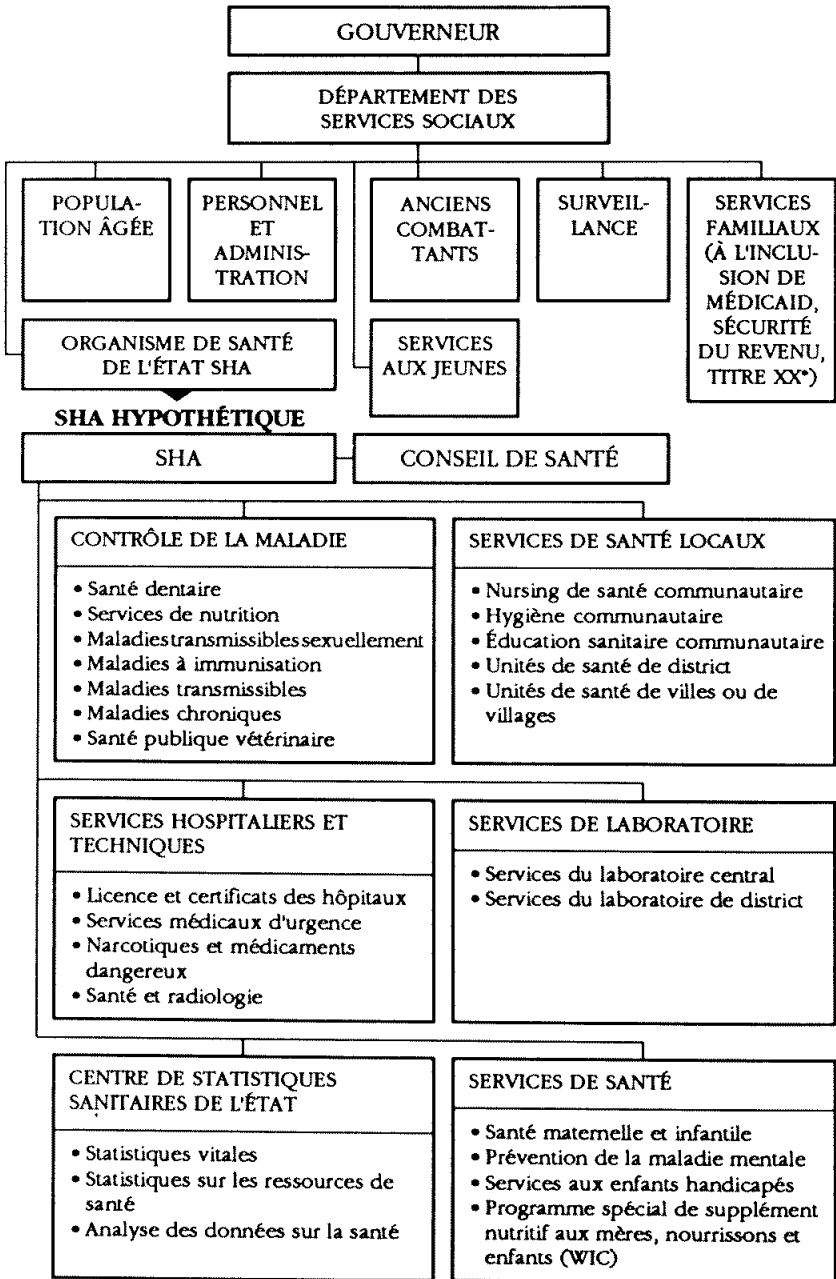 GOUVERNEUR
DÉPARTEMENT DES
SERVICES SOCIAUX
POPULA-
TION ÂGÉE
PERSONNEL
ET
ADMINIS-
TRATION
ANCIENS
COMBAT-
TANTS
SURVEIL-
LANCE
SERVICES
FAMILIAUX
(À L'INCLU-
SION DE
MÉDICAID,
SÉCURITÉ
DU REVENU,
TITRE XX*)
ORGANISME DE SANTÉ
DE L'ÉTAT SHA
SERVICES
AUX JEUNES
SHA HYPOTHÉTIQUE
SHA
CONSEIL DE SANTÉ
CONTRÔLE DE LA MALADIE
• Santé dentaire
• Services de nutrition
• Maladies transmissibles sexuellement
• Maladies à immunisation
• Maladies transmissibles
• Maladies chroniques
• Santé publique vétérinaire
SERVICES DE SANTÉ LOCAUX
• Nursing de santé communautaire
• Hygiène communautaire
• Éducation sanitaire communautaire
• Unités de santé de district
• Unités de santé de villes ou de
villages
SERVICES HOSPITALIERS ET
TECHNIQUES
• Licence et certificats des hôpitaux
• Services médicaux d'urgence
• Narcotiques et médicaments
dangereux
• Santé et radiologie
SERVICES DE LABORATOIRE
• Services du laboratoire central
• Services du laboratoire de district
CENTRE DE STATISTIQUES
SANITAIRES DE L'ÉTAT
• Statistiques vitales
• Statistiques sur les ressources de
santé
• Analyse des données sur la santé
SERVICES DE SANTÉ
• Santé maternelle et infantile
• Prévention de la maladie mentale
• Services aux enfants handicapés
• Programme spécial de supplément
nutritif aux mères, nourrissons et
enfants (WIC)